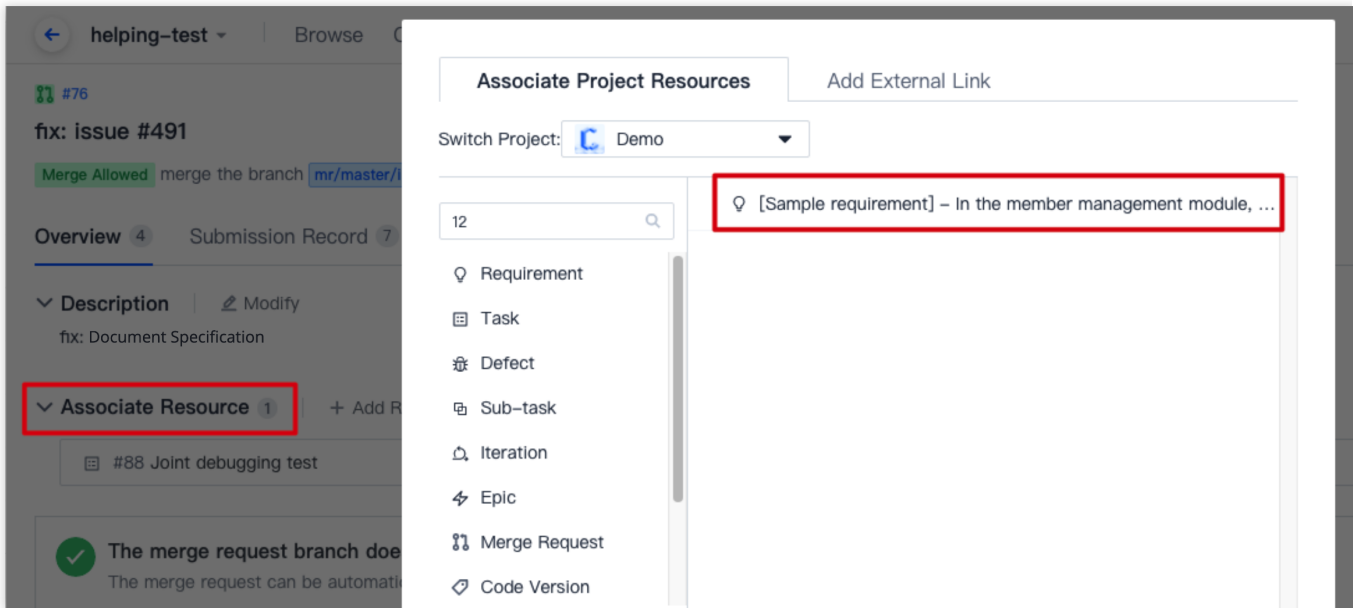 helping-test
Browse
#76
fix: issue #491
Merge Allowed merge the branch mr/master/i
Overview 4 Submission Record 7
Description Modify
fix: Document Specification
Associate Resource 1 + Add R
#88 Joint debugging test
The merge request branch doe
The merge request can be automati
Associate Project Resources
Add External Link
Switch Project: Demo
12
Requirement
Task
Defect
Sub-task
Iteration
Epic
Merge Request
Code Version
[Sample requirement] - In the member management module, ...